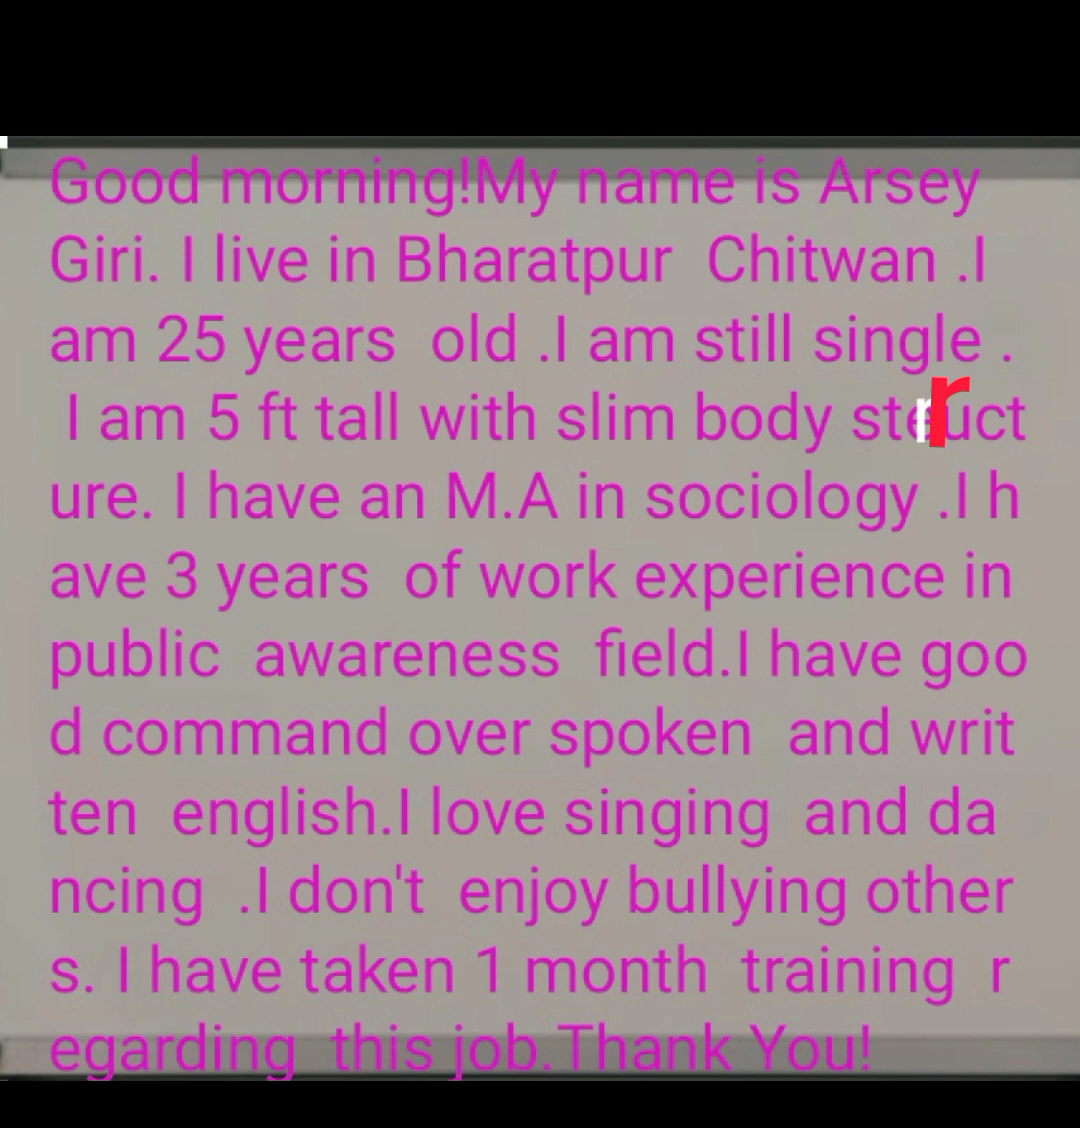 Good morning!My name is Arsey
Giri. I live in Bharatpur  Chitwan .I
am 25 years  old .I am still single .
I am 5 ft tall with slim body struct
ure. I have an M.A in sociology .I h
ave 3 years  of work experience in
public  awareness  field.I have goo
d command over spoken  and writ
ten  english.I love singing  and da
ncing  .I don't  enjoy bullying other
s. I have taken 1 month  training  r
egarding  this job.Thank You!